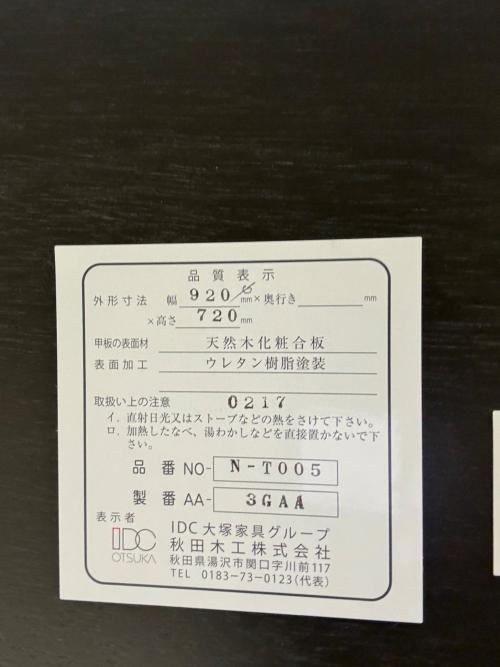 品質表示
外形寸法 幅 920φ mm×奥行き mm
×高さ 720 mm
甲板の表面材 天然木化粧合板
表面加工 ウレタン樹脂塗装
取扱い上の注意 0217
イ．直射日光又はストーブなどの熱をさけて下さい。
ロ．加熱したなべ、湯わかしなどを直接置かないで下
さい。
品番 NO- N-T005
製番 AA- 3GAA
表示者
IDC OTSUKA
IDC大塚家具グループ
秋田木工株式会社
秋田県湯沢市関口字川前117
TEL 0183-73-0123(代表)